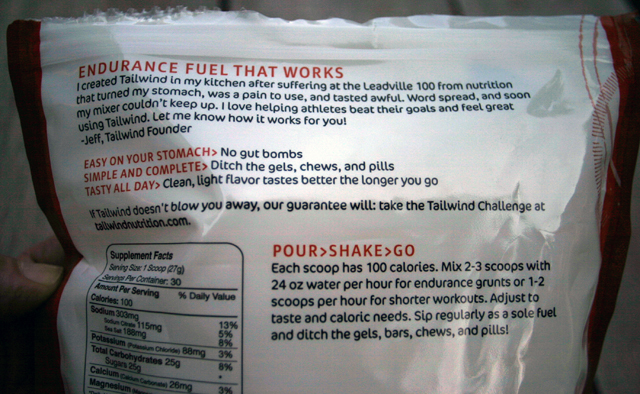 ENDURANCE FUEL THAT WORKS
I created Tailwind in my kitchen after suffering at the Leadville 100 from nutrition
that turned my stomach, was a pain to use, and tasted awful. Word spread, and soon
my mixer couldn't keep up. I love helping athletes beat their goals and feel great
using Tailwind. Let me know how it works for you!
-Jeff, Tailwind Founder
EASY ON YOUR STOMACH> No gut bombs
SIMPLE AND COMPLETE> Ditch the gels, chews, and pills
TASTY ALL DAY> Clean, light flavor tastes better the longer you go
If Tailwind doesn't blow you away, our guarantee will: take the Tailwind Challenge at
tailwindnutrition.com.
Supplement Facts
Serving Size: 1 Scoop (27g)
Servings Per Container: 30
Amount Per Serving % Daily Value
Calories: 100
Sodium 303mg 13%
Sodium Citrate 115mg 5%
Sea Salt 188mg 8%
Potassium (Potassium Chloride) 88mg 3%
Total Carbohydrates 25g 8%
Sugars 25g *
Calcium (Calcium Carbonate) 26mg 3%
Magnesium
POUR>SHAKE>GO
Each scoop has 100 calories. Mix 2-3 scoops with
24 oz water per hour for endurance grunts or 1-2
scoops per hour for shorter workouts. Adjust to
taste and caloric needs. Sip regularly as a sole fuel
and ditch the gels, bars, chews, and pills!